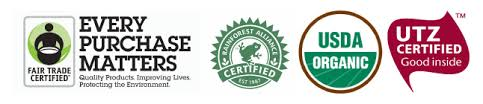 FAIR TRADE
CERTIFIED
EVERY
PURCHASE
MATTERS
Quality Products. Improving Lives.
Protecting the Environment.
RAINFOREST ALLIANCE
CERTIFIED
EST 1987
USDA
ORGANIC
TM
UTZ
CERTIFIED
Good inside